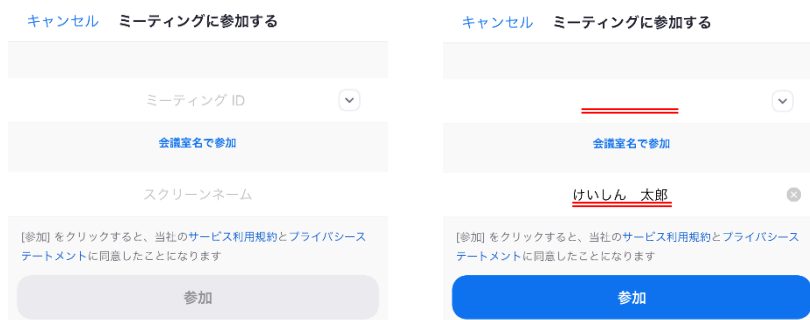 キャンセル ミーティングに参加する
ミーティング ID
会議室名で参加
スクリーンネーム
[参加] をクリックすると、当社のサービス利用規約とプライバシース
テートメントに同意したことになります
参加
キャンセル ミーティングに参加する
会議室名で参加
けいしん　太郎
[参加] をクリックすると、当社のサービス利用規約とプライバシース
テートメントに同意したことになります
参加